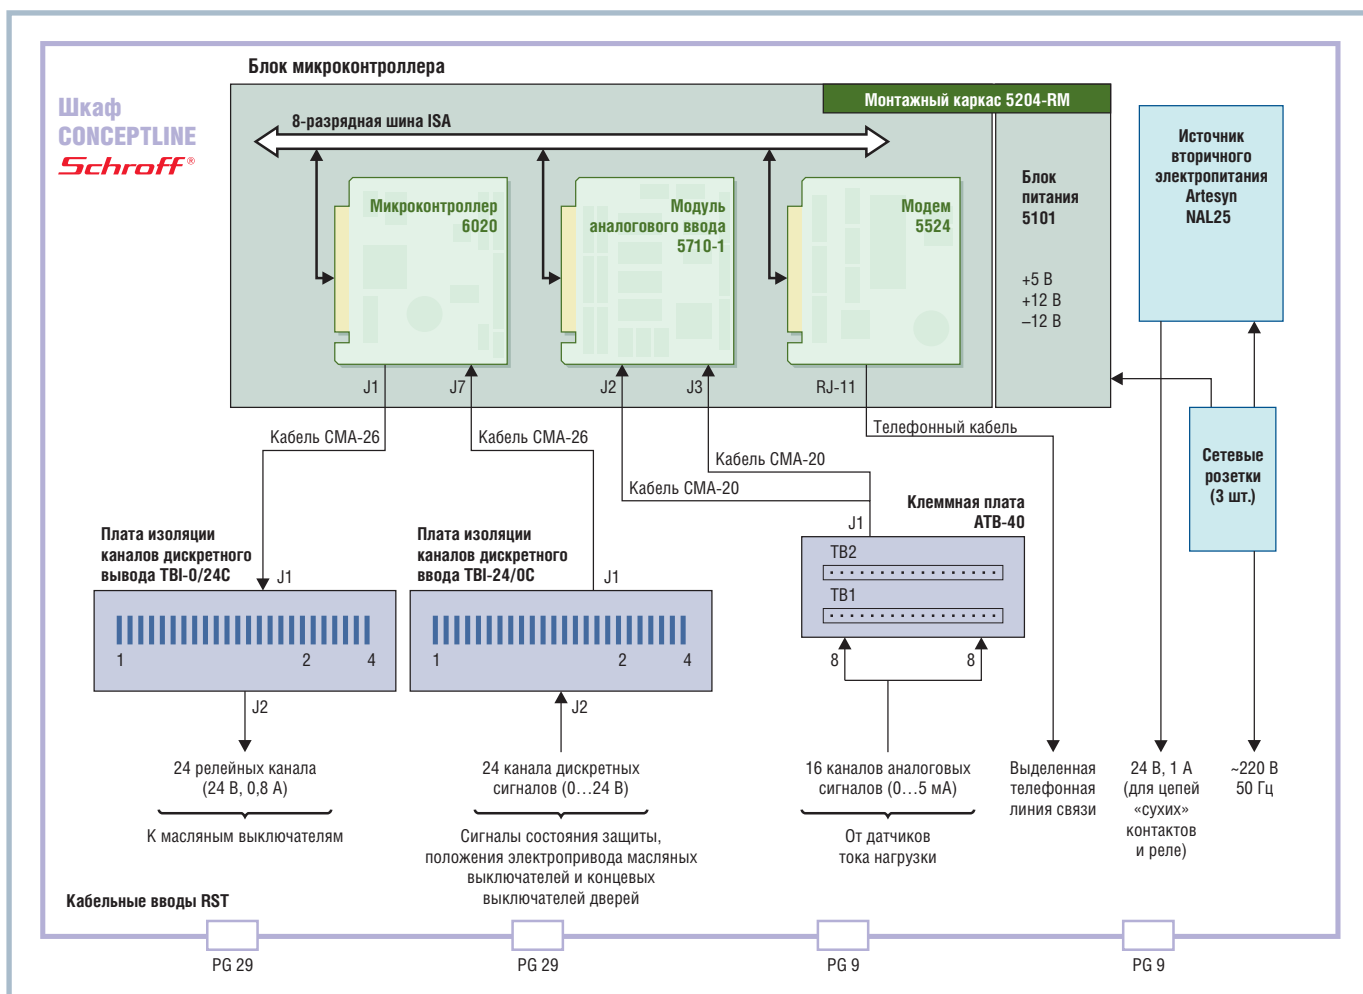 Блок микроконтроллера
Шкаф
CONCEPTLINE
Schroff®
Монтажный каркас 5204-RM
8-разрядная шина ISA
Микроконтроллер
6020
Модуль
аналогового ввода
5710-1
Модем
5524
Блок
питания
5101
+5 В
+12 В
–12 В
Источник
вторичного
электропитания
Artesyn
NAL25
J1
J7
J2
J3
RJ-11
Кабель СМА-26
Кабель СМА-26
Кабель СМА-20
Кабель СМА-20
Телефонный кабель
Сетевые
розетки
(3 шт.)
Плата изоляции
каналов дискретного
вывода TBI-0/24C
J1
1
2
4
J2
Плата изоляции
каналов дискретного
ввода TBI-24/0C
J1
1
2
4
J2
Клеммная плата
АТВ-40
J1
TB2
TB1
8
8
24 релейных канала
(24 В, 0,8 А)
К масляным выключателям
24 канала дискретных
сигналов (0…24 В)
Сигналы состояния защиты,
положения электропривода масляных
выключателей и концевых
выключателей дверей
16 каналов аналоговых
сигналов (0…5 мА)
От датчиков
тока нагрузки
Выделенная
телефонная
линия связи
24 В, 1 А
(для цепей
«сухих»
контактов
и реле)
~220 В
50 Гц
Кабельные вводы RST
PG 29
PG 29
PG 9
PG 9